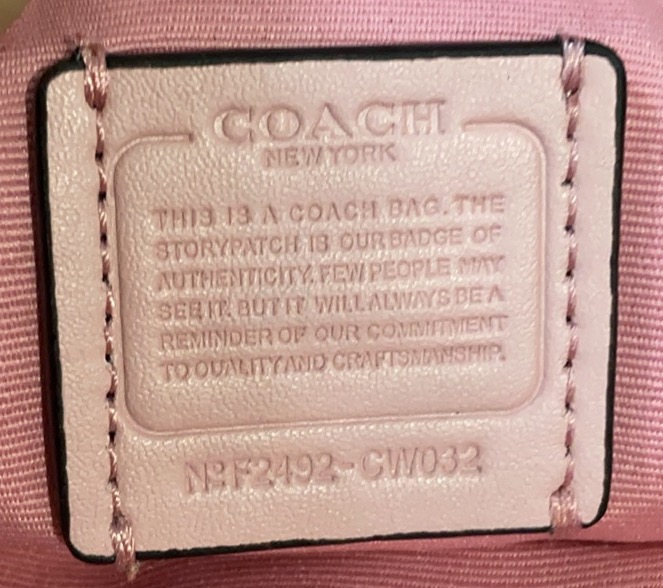 COACH
NEW YORK
THIS IS A COACH BAG. THE
STORYPATCH IS OUR BADGE OF
AUTHENTICITY. FEW PEOPLE MAY
SEE IT. BUT IT WILL ALWAYS BE A
REMINDER OF OUR COMMITMENT
TO QUALITY AND CRAFTSMANSHIP.
Nº F2492-CW032